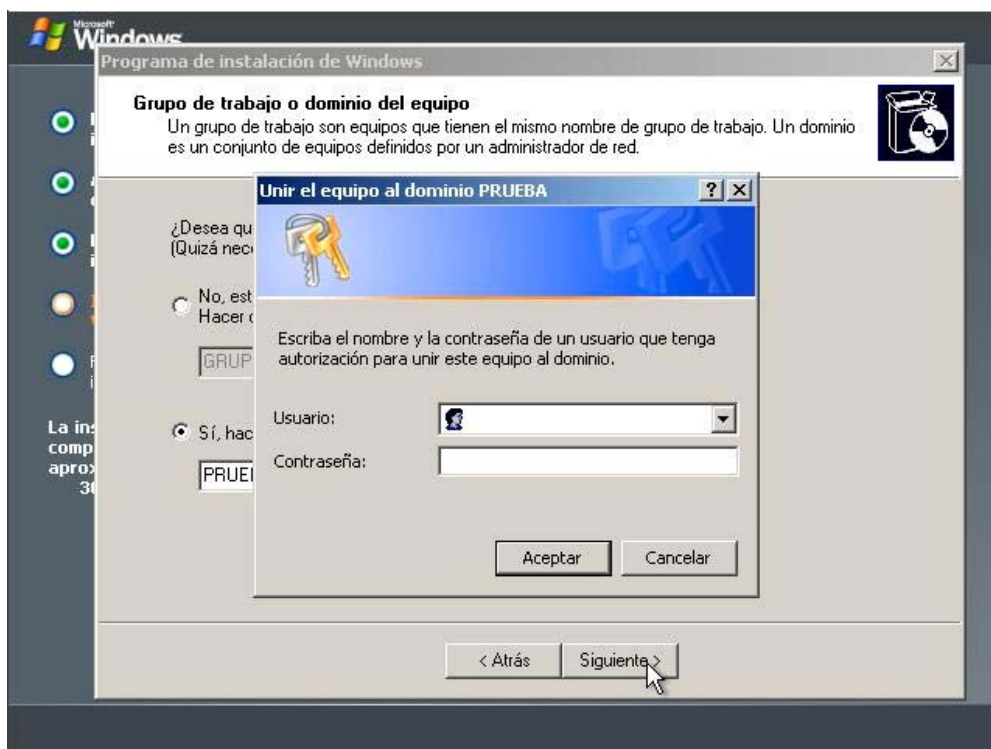 Microsoft
Windows
Programa de instalación de Windows
Grupo de trabajo o dominio del equipo
Un grupo de trabajo son equipos que tienen el mismo nombre de grupo de trabajo. Un dominio
es un conjunto de equipos definidos por un administrador de red.
Unir el equipo al dominio PRUEBA
¿Desea qu
(Quizá nec
No, est
Hacer
GRUP
Escriba el nombre y la contraseña de un usuario que tenga
autorización para unir este equipo al dominio.
Usuario:
Contraseña:
Sí, hac
PRUE
La ins
comp
aprox
Aceptar Cancelar
< Atrás Siguiente >